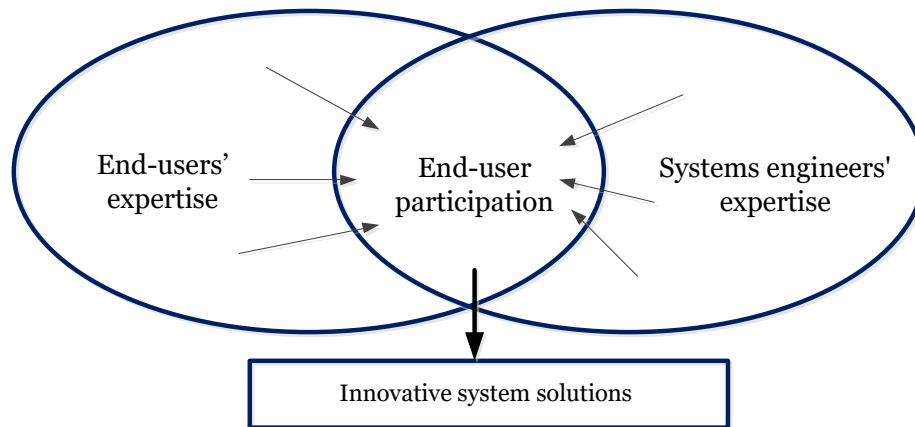 End-users’
expertise
End-user
participation
Systems engineers'
expertise
Innovative system solutions